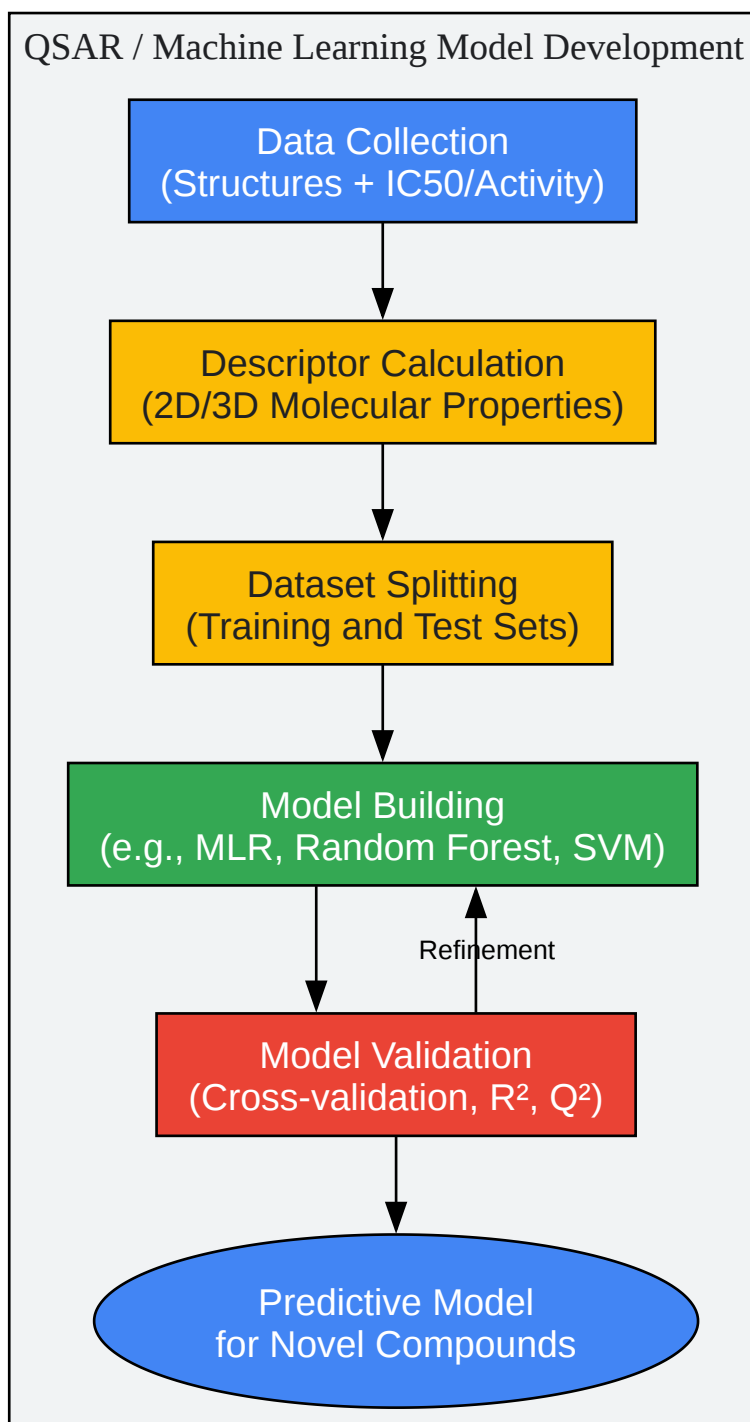 QSAR / Machine Learning Model Development
Data Collection
(Structures + IC50/Activity)
Descriptor Calculation
(2D/3D Molecular Properties)
Dataset Splitting
(Training and Test Sets)
Model Building
(e.g., MLR, Random Forest, SVM)
Refinement
Model Validation
(Cross-validation, R², Q²)
Predictive Model
for Novel Compounds